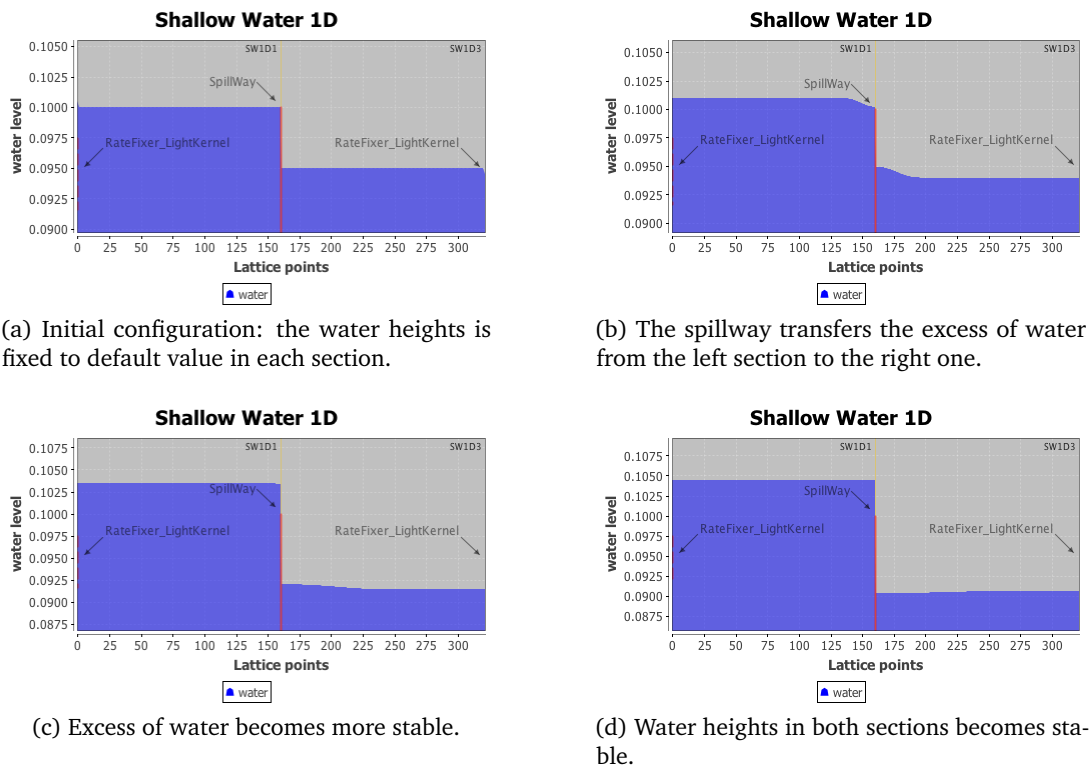 Shallow Water 1D
SW1D1 SW1D3
0.1050
0.1025
0.1000
0.0975
0.0950
0.0925
0.0900
water level
SpillWay
RateFixer_LightKernel RateFixer_LightKernel
0 25 50 75 100 125 150 175 200 225 250 275 300
Lattice points
water
(a) Initial configuration: the water heights is
fixed to default value in each section.
Shallow Water 1D
SW1D1 SW1D3
0.1050
0.1025
0.1000
0.0975
0.0950
0.0925
0.0900
water level
SpillWay
RateFixer_LightKernel RateFixer_LightKernel
0 25 50 75 100 125 150 175 200 225 250 275 300
Lattice points
water
(b) The spillway transfers the excess of water
from the left section to the right one.
Shallow Water 1D
SW1D1 SW1D3
0.1075
0.1050
0.1025
0.1000
0.0975
0.0950
0.0925
0.0900
0.0875
water level
SpillWay
RateFixer_LightKernel RateFixer_LightKernel
0 25 50 75 100 125 150 175 200 225 250 275 300
Lattice points
water
(c) Excess of water becomes more stable.
Shallow Water 1D
SW1D1 SW1D3
0.1075
0.1050
0.1025
0.1000
0.0975
0.0950
0.0925
0.0900
0.0875
water level
SpillWay
RateFixer_LightKernel RateFixer_LightKernel
0 25 50 75 100 125 150 175 200 225 250 275 300
Lattice points
water
(d) Water heights in both sections becomes sta-
ble.